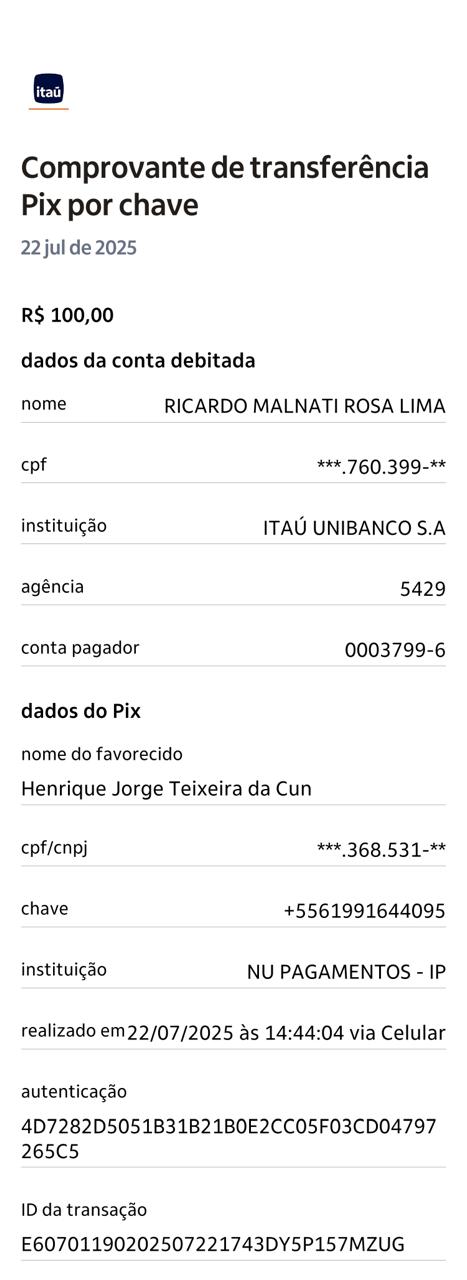 itaú
Comprovante de transferência
Pix por chave
22 jul de 2025
R$ 100,00
dados da conta debitada
nome RICARDO MALNATI ROSA LIMA
cpf ***.760.399-**
instituição ITAÚ UNIBANCO S.A
agência 5429
conta pagador 0003799-6
dados do Pix
nome do favorecido
Henrique Jorge Teixeira da Cun
cpf/cnpj ***.368.531-**
chave +5561991644095
instituição NU PAGAMENTOS - IP
realizado em 22/07/2025 às 14:44:04 via Celular
autenticação
4D7282D5051B31B21B0E2CC05F03CD04797
265C5
ID da transação
E60701190202507221743DY5P157MZUG